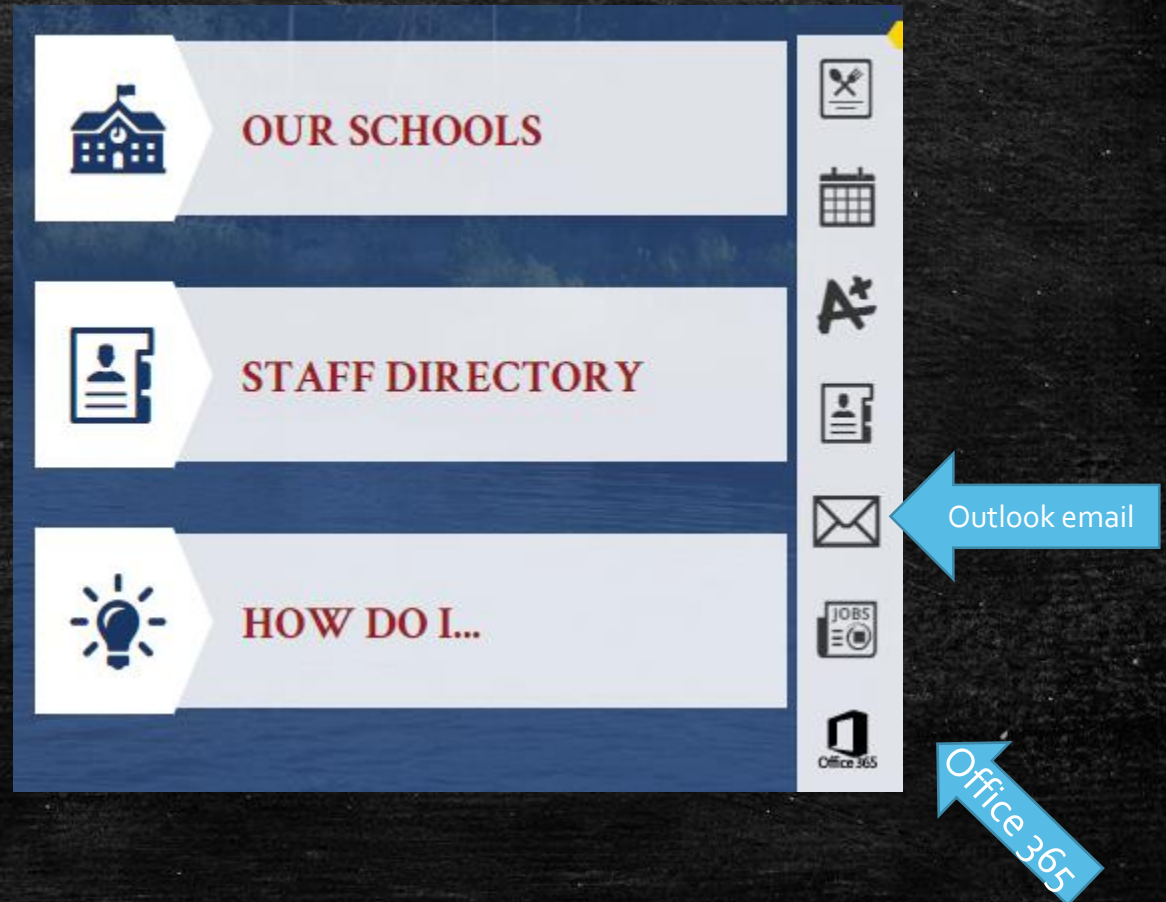 OUR SCHOOLS
A+
STAFF DIRECTORY
Outlook email
HOW DO I...
JOBS
Office 365
Office 365